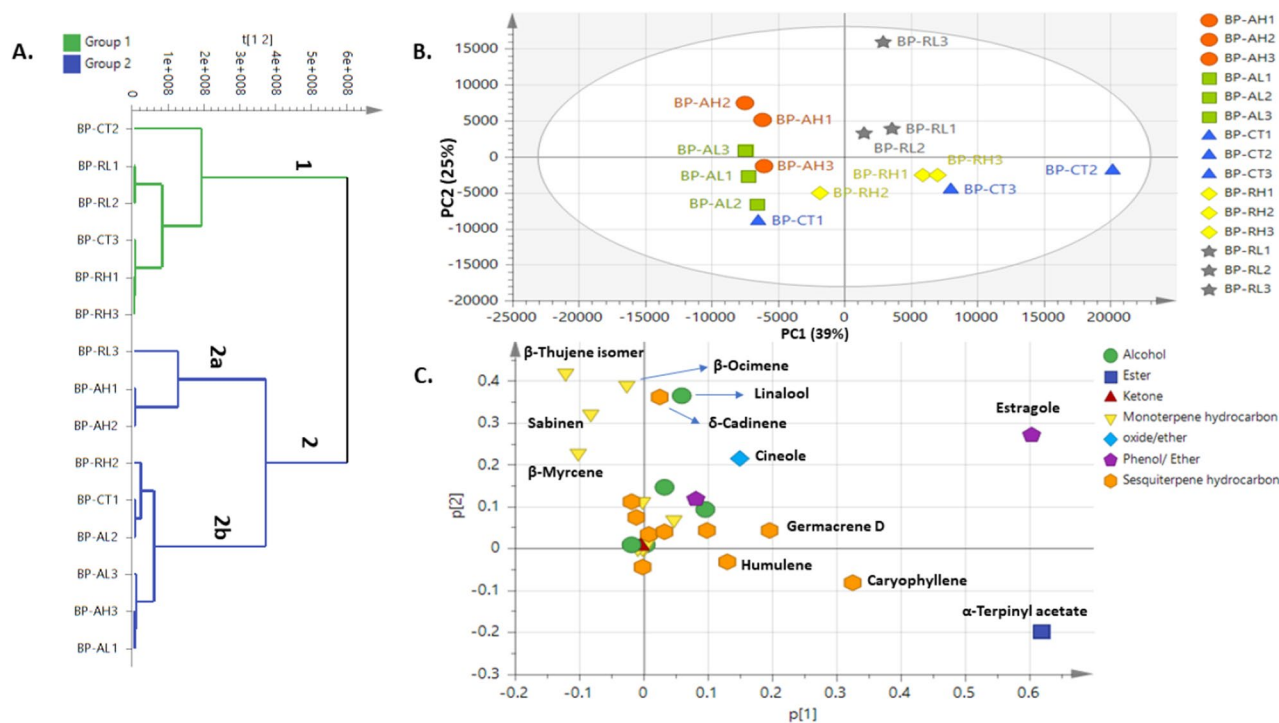 A.
Group 1
Group 2
t[1 2]
0
1e+008
2e+008
3e+008
4e+008
5e+008
6e+008
BP-CT2
BP-RL1
BP-RL2
BP-CT3
BP-RH1
BP-RH3
BP-RL3
BP-AH1
BP-AH2
BP-RH2
BP-CT1
BP-AL2
BP-AL3
BP-AH3
BP-AL1
1
2a
2
2b
B.
PC2 (25%)
15000
10000
5000
0
-5000
-10000
-15000
-20000
-25000
-20000
-15000
-10000
-5000
0
5000
10000
15000
20000
PC1 (39%)
BP-RL3
BP-AH2
BP-AH1
BP-RL1
BP-RL2
BP-AL3
BP-AH3
BP-AL1
BP-RH1
BP-RH3
BP-CT2
BP-RH2
BP-CT3
BP-AL2
BP-CT1
BP-AH1
BP-AH2
BP-AH3
BP-AL1
BP-AL2
BP-AL3
BP-CT1
BP-CT2
BP-CT3
BP-RH1
BP-RH2
BP-RH3
BP-RL1
BP-RL2
BP-RL3
C.
p[2]
0.4
0.3
0.2
0.1
0
-0.1
-0.2
-0.3
-0.2
-0.1
0
0.1
0.2
0.3
0.4
0.5
0.6
p[1]
β-Thujene isomer
β-Ocimene
Linalool
Sabinen
δ-Cadinene
Estragole
β-Myrcene
Cineole
Germacrene D
Humulene
Caryophyllene
α-Terpinyl acetate
Alcohol
Ester
Ketone
Monoterpene hydrocarbon
oxide/ether
Phenol/ Ether
Sesquiterpene hydrocarbon